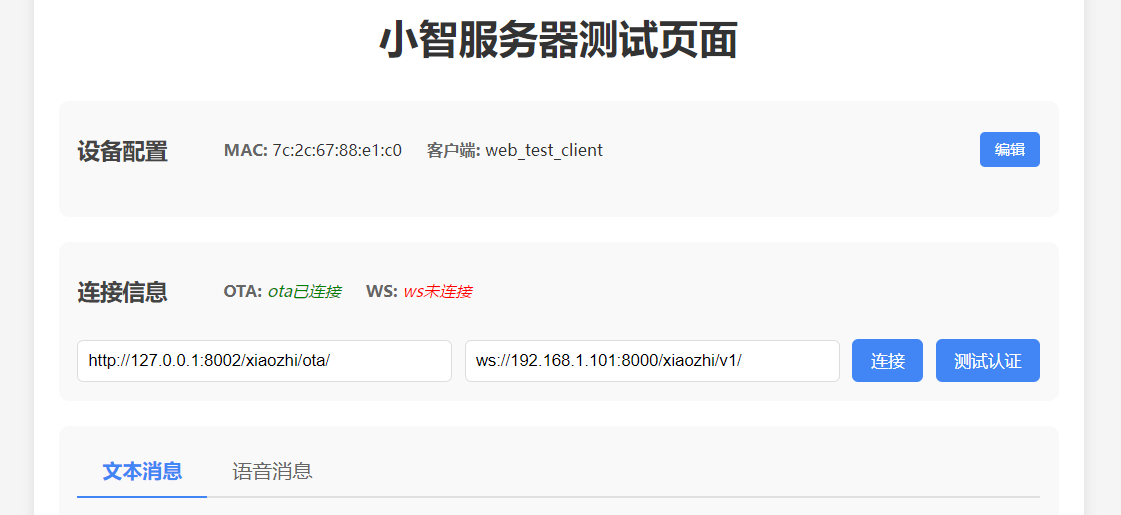 小智服务器测试页面
设备配置 MAC: 7c:2c:67:88:e1:c0 客户端: web_test_client 编辑
连接信息 OTA: ota已连接 WS: ws未连接
http://127.0.0.1:8002/xiaozhi/ota/ ws://192.168.1.101:8000/xiaozhi/v1/ 连接 测试认证
文本消息 语音消息